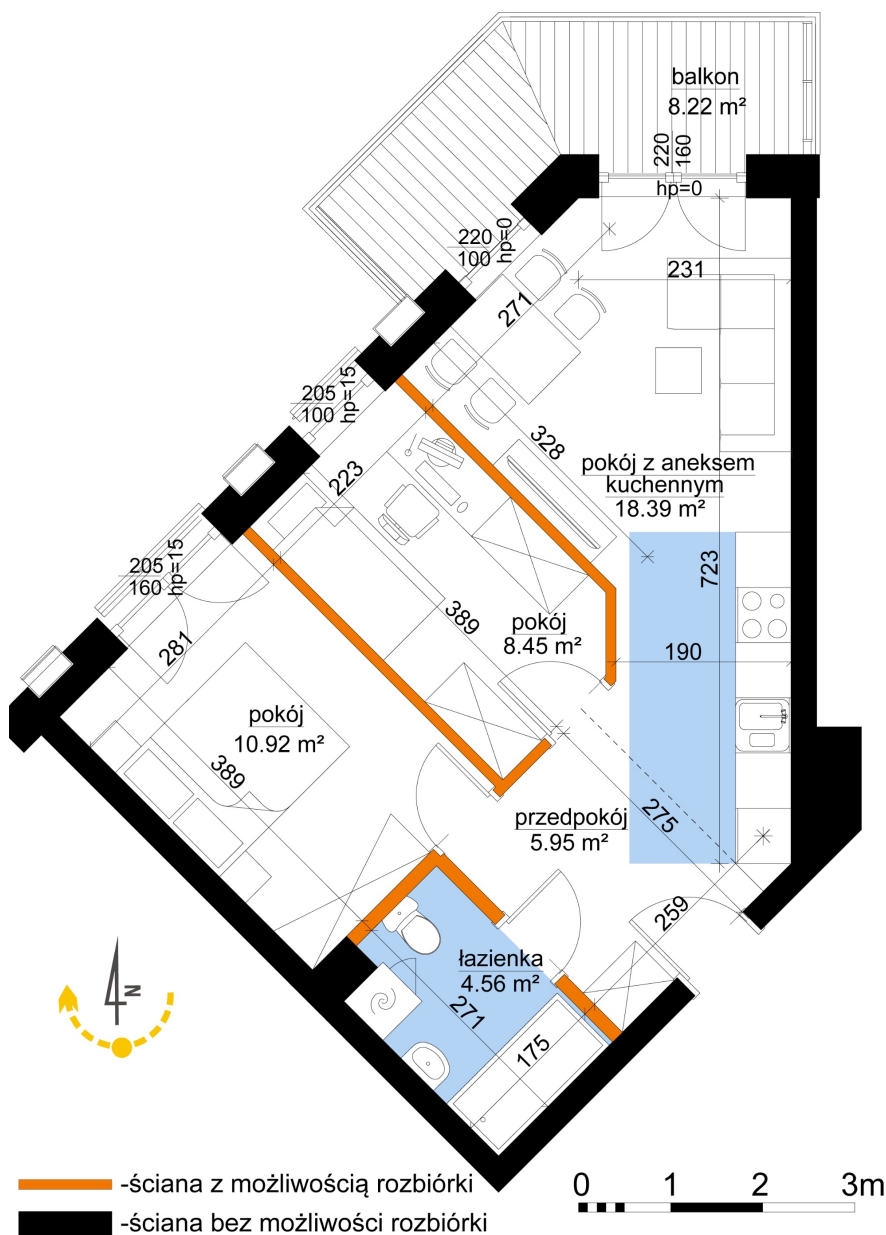 balkon
8.22 m²
220
160
hp=0
220
100
hp=0
231
271
205
100
hp=15
328
pokój z aneksem
kuchennym
18.39 m²
223
205
160
hp=15
723
389
pokój
8.45 m²
281
190
pokój
10.92 m²
389
przedpokój
5.95 m²
275
259
łazienka
4.56 m²
271
175
N
-ściana z możliwością rozbiórki
0 1 2 3m
-ściana bez możliwości rozbiórki